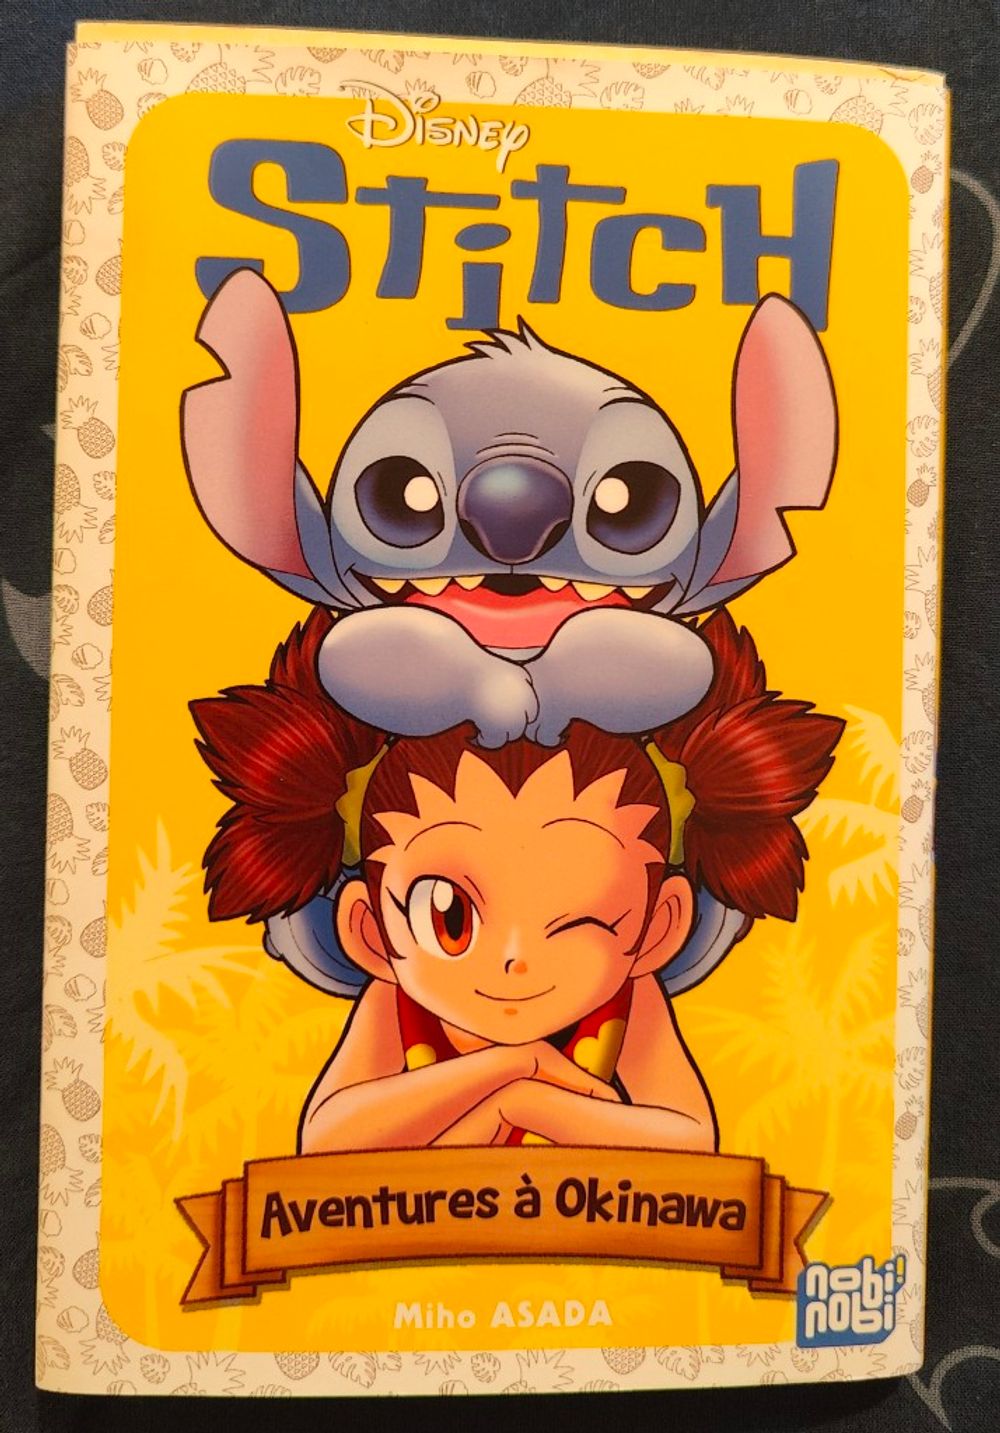 Disney
Stitch
Aventures à Okinawa
Miho ASADA
nobi!
nobi